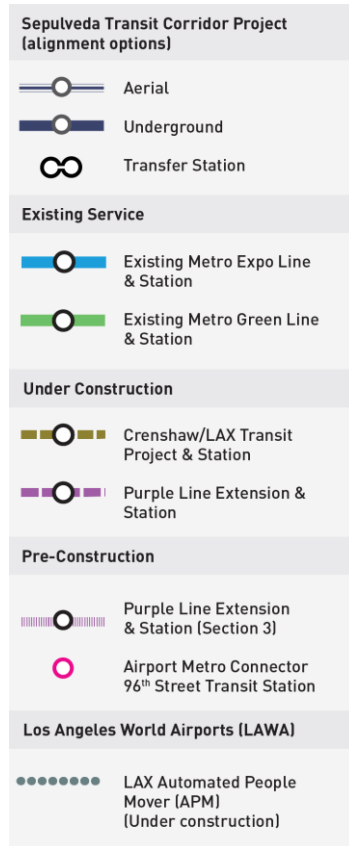 Sepulveda Transit Corridor Project
(alignment options)
Aerial
Underground
Transfer Station
Existing Service
Existing Metro Expo Line
& Station
Existing Metro Green Line
& Station
Under Construction
Crenshaw/LAX Transit
Project & Station
Purple Line Extension &
Station
Pre-Construction
Purple Line Extension
& Station (Section 3)
Airport Metro Connector
96th Street Transit Station
Los Angeles World Airports (LAWA)
LAX Automated People
Mover (APM)
(Under construction)